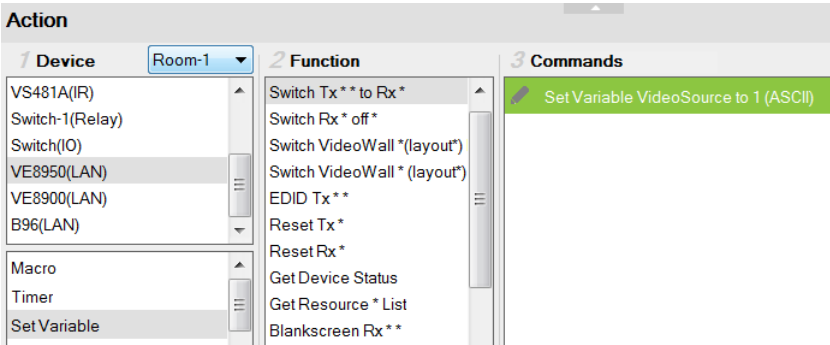 Action
1 Device
Room-1
VS481A(IR)
Switch-1(Relay)
Switch(IO)
VE8950(LAN)
VE8900(LAN)
B96(LAN)
Macro
Timer
Set Variable
2 Function
Switch Tx * * to Rx *
Switch Rx * off *
Switch VideoWall *(layout*)
Switch VideoWall * (layout*)
EDID Tx * *
Reset Tx *
Reset Rx *
Get Device Status
Get Resource * List
Blankscreen Rx * *
3 Commands
Set Variable VideoSource to 1 (ASCII)